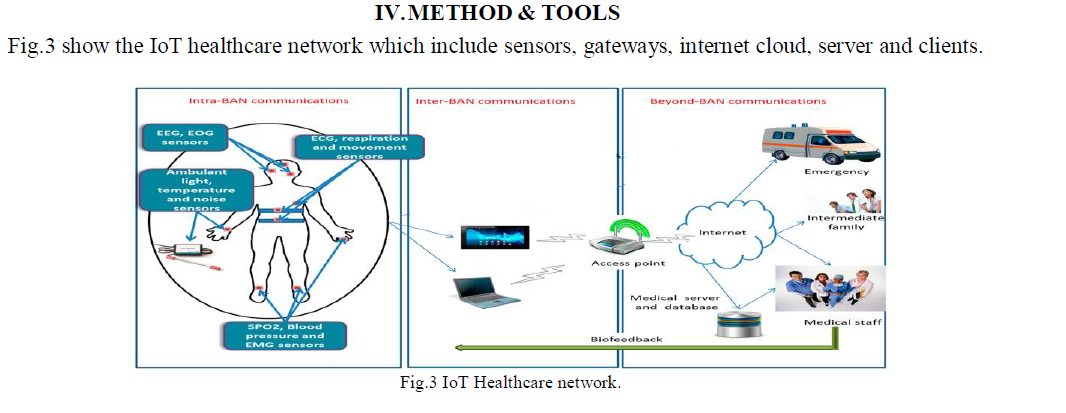 IV.METHOD & TOOLS
Fig.3 show the IoT healthcare network which include sensors, gateways, internet cloud, server and clients.
Intra-BAN communications
EEG, EOG
sensors
ECG, respiration
and movement
sensors
Ambulant
light,
temperature
and noise
sensors
SPO2, Blood
pressure and
EMG sensors
Inter-BAN communications
Access point
Beyond-BAN communications
Emergency
Intermediate
family
Internet
Medical server
and database
Medical staff
Biofeedback
Fig.3 IoT Healthcare network.